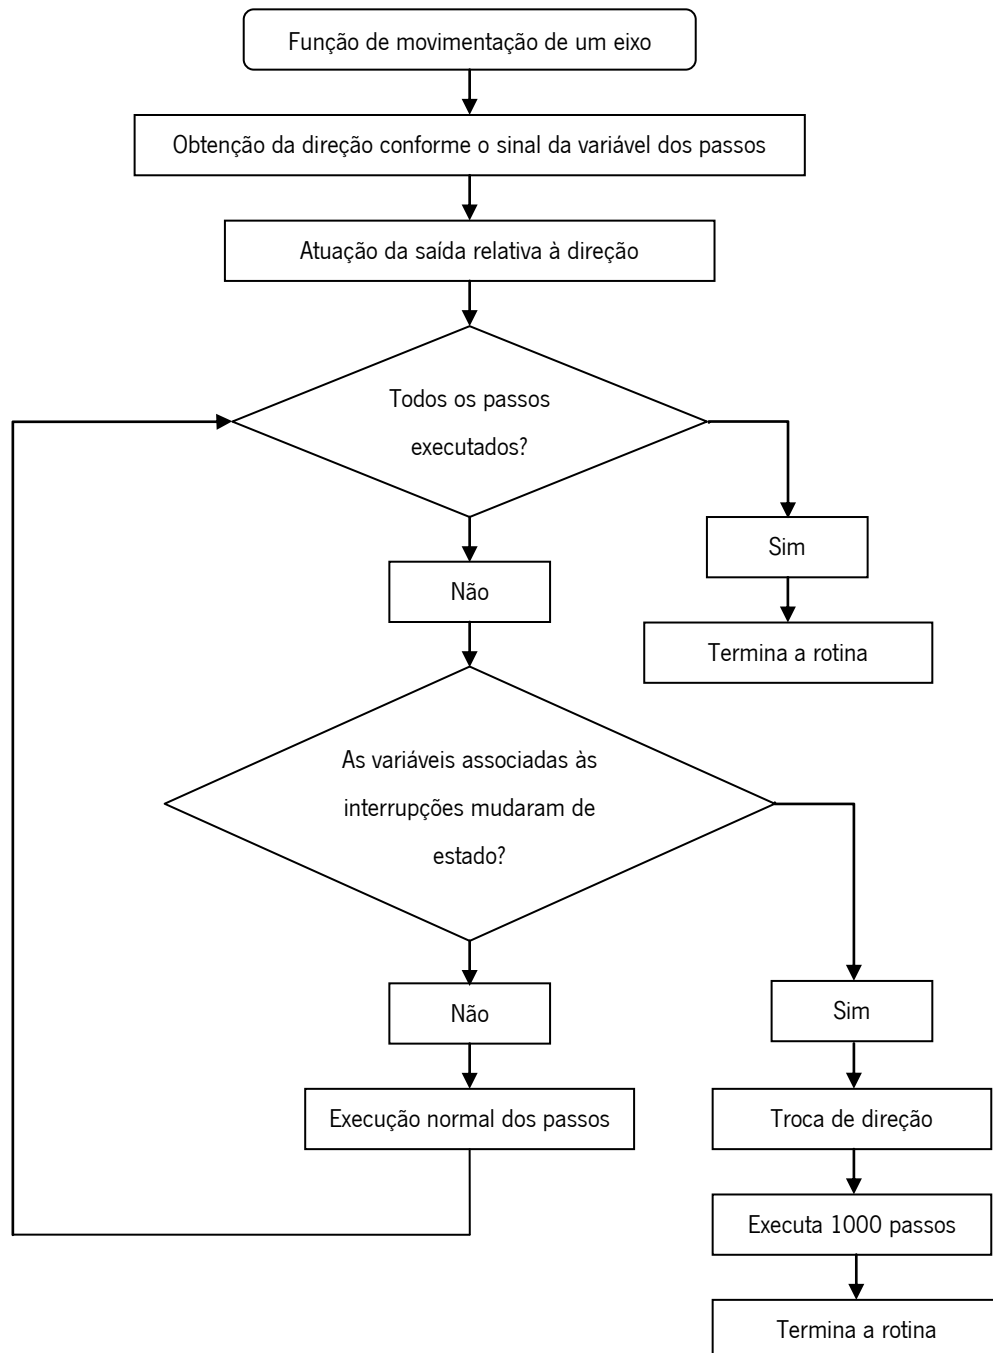 Função de movimentação de um eixo
Obtenção da direção conforme o sinal da variável dos passos
Atuação da saída relativa à direção
Todos os passos
executados?
Sim
Não
Termina a rotina
As variáveis associadas às
interrupções mudaram de
estado?
Não
Sim
Execução normal dos passos
Troca de direção
Executa 1000 passos
Termina a rotina